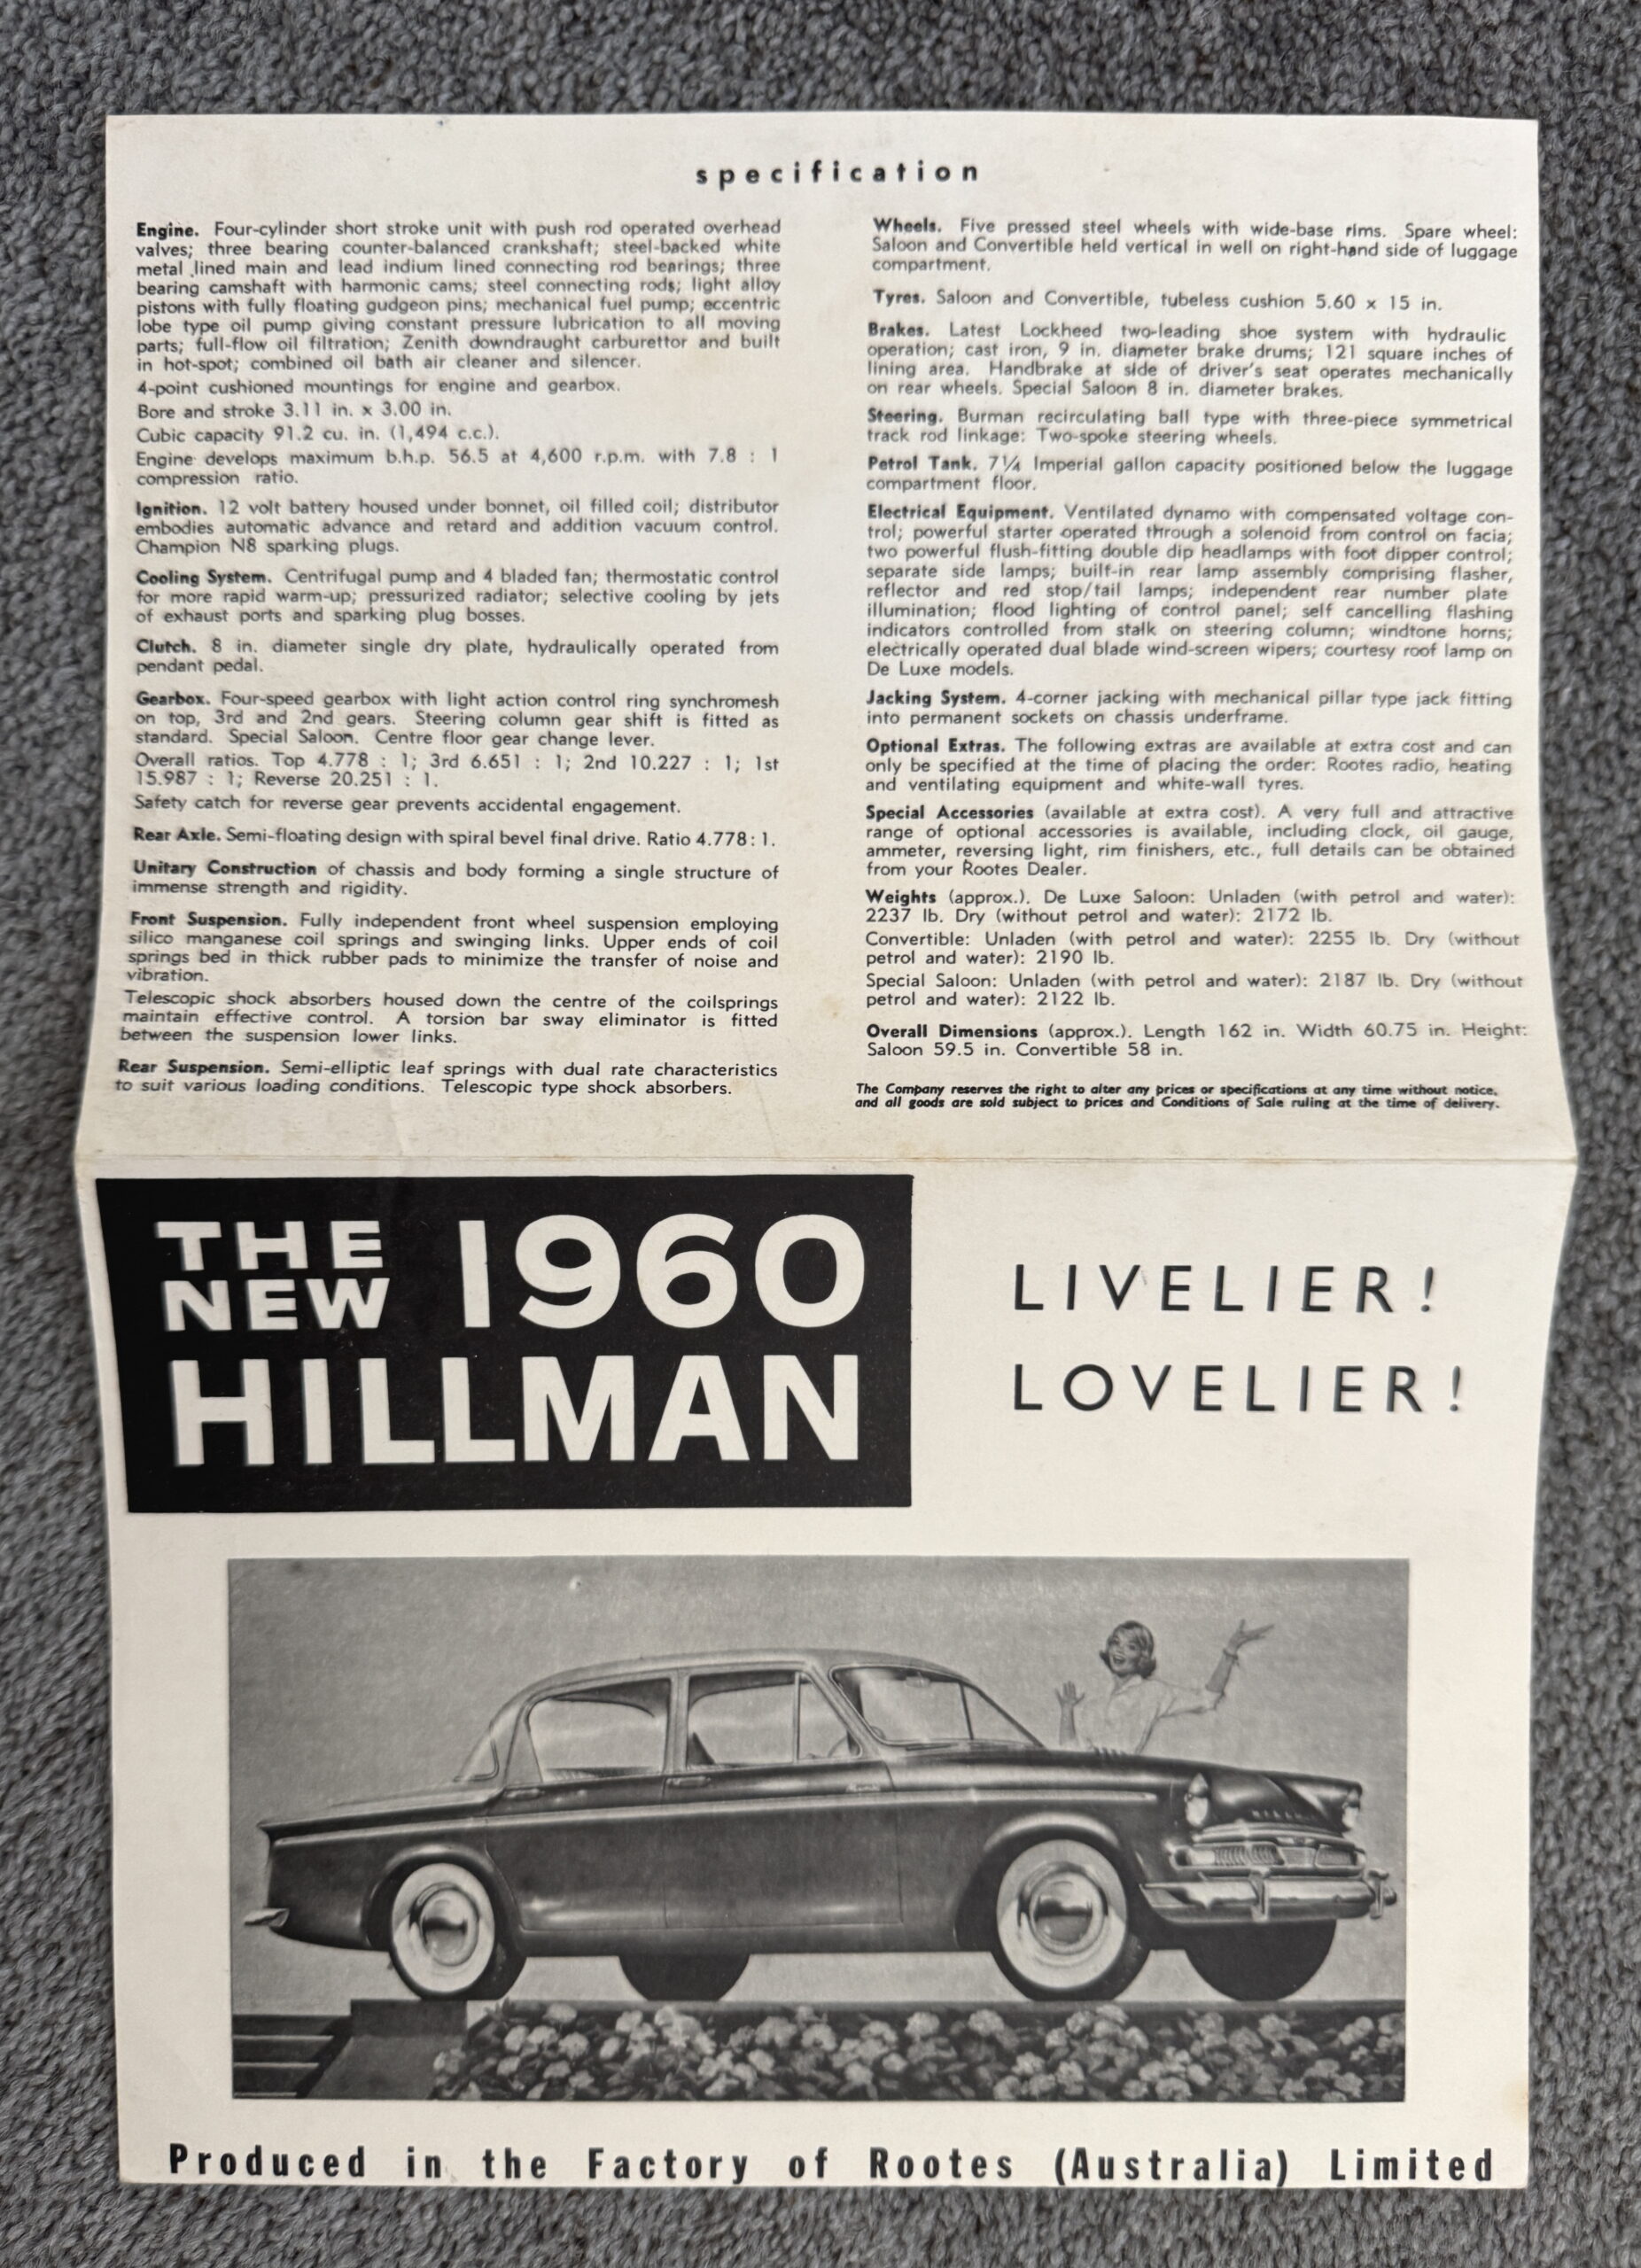 specification
Engine. Four-cylinder short stroke unit with push rod operated overhead
valves; three bearing counter-balanced crankshaft; steel-backed white
metal lined main and lead indium lined connecting rod bearings; three
bearing camshaft with harmonic cams; steel connecting rods; light alloy
pistons with fully floating gudgeon pins; mechanical fuel pump; eccentric
lobe type oil pump giving constant pressure lubrication to all moving
parts; full-flow oil filtration; Zenith downdraught carburettor and built
in hot-spot; combined oil bath air cleaner and silencer.
4-point cushioned mountings for engine and gearbox.
Bore and stroke 3.11 in. x 3.00 in.
Cubic capacity 91.2 cu. in. (1,494 c.c.).
Engine develops maximum b.h.p. 56.5 at 4,600 r.p.m. with 7.8 : 1
compression ratio.
Ignition. 12 volt battery housed under bonnet, oil filled coil; distributor
embodies automatic advance and retard and addition vacuum control.
Champion N8 sparking plugs.
Cooling System. Centrifugal pump and 4 bladed fan; thermostatic control
for more rapid warm-up; pressurized radiator; selective cooling by jets
of exhaust ports and sparking plug bosses.
Clutch. 8 in. diameter single dry plate, hydraulically operated from
pendant pedal.
Gearbox. Four-speed gearbox with light action control ring synchromesh
on top, 3rd and 2nd gears. Steering column gear shift is fitted as
standard. Special Saloon. Centre floor gear change lever.
Overall ratios. Top 4.778 : 1; 3rd 6.651 : 1; 2nd 10.227 : 1; 1st
15.987 : 1; Reverse 20.251 : 1.
Safety catch for reverse gear prevents accidental engagement.
Rear Axle. Semi-floating design with spiral bevel final drive. Ratio 4.778: 1.
Unitary Construction of chassis and body forming a single structure of
immense strength and rigidity.
Front Suspension. Fully independent front wheel suspension employing
silico manganese coil springs and swinging links. Upper ends of coil
springs bed in thick rubber pads to minimize the transfer of noise and
vibration.
Telescopic shock absorbers housed down the centre of the coilsprings
maintain effective control. A torsion bar sway eliminator is fitted
between the suspension lower links.
Rear Suspension. Semi-elliptic leaf springs with dual rate characteristics
to suit various loading conditions. Telescopic type shock absorbers.
Wheels. Five pressed steel wheels with wide-base rims. Spare wheel:
Saloon and Convertible held vertical in well on right-hand side of luggage
compartment.
Tyres. Saloon and Convertible, tubeless cushion 5.60 x 15 in.
Brakes. Latest Lockheed two-leading shoe system with hydraulic
operation; cast iron, 9 in. diameter brake drums; 121 square inches of
lining area. Handbrake at side of driver's seat operates mechanically
on rear wheels. Special Saloon 8 in. diameter brakes.
Steering. Burman recirculating ball type with three-piece symmetrical
track rod linkage: Two-spoke steering wheels.
Petrol Tank. 7¼ Imperial gallon capacity positioned below the luggage
compartment floor.
Electrical Equipment. Ventilated dynamo with compensated voltage con-
trol; powerful starter operated through a solenoid from control on facia;
two powerful flush-fitting double dip headlamps with foot dipper control;
separate side lamps; built-in rear lamp assembly comprising flasher,
reflector and red stop/tail lamps; independent rear number plate
illumination; flood lighting of control panel; self cancelling flashing
indicators controlled from stalk on steering column; windtone horns;
electrically operated dual blade wind-screen wipers; courtesy roof lamp on
De Luxe models.
Jacking System. 4-corner jacking with mechanical pillar type jack fitting
into permanent sockets on chassis underframe.
Optional Extras. The following extras are available at extra cost and can
only be specified at the time of placing the order: Rootes radio, heating
and ventilating equipment and white-wall tyres.
Special Accessories (available at extra cost). A very full and attractive
range of optional accessories is available, including clock, oil gauge,
ammeter, reversing light, rim finishers, etc., full details can be obtained
from your Rootes Dealer.
Weights (approx.). De Luxe Saloon: Unladen (with petrol and water):
2237 lb. Dry (without petrol and water): 2172 lb.
Convertible: Unladen (with petrol and water): 2255 lb. Dry (without
petrol and water): 2190 lb.
Special Saloon: Unladen (with petrol and water): 2187 lb. Dry (without
petrol and water): 2122 lb.
Overall Dimensions (approx.). Length 162 in. Width 60.75 in. Height:
Saloon 59.5 in. Convertible 58 in.
The Company reserves the right to alter any prices or specifications at any time without notice,
and all goods are sold subject to prices and Conditions of Sale ruling at the time of delivery.
THE NEW 1960
HILLMAN
LIVELIER!
LOVELIER!
HILLMAN
Produced in the Factory of Rootes (Australia) Limited